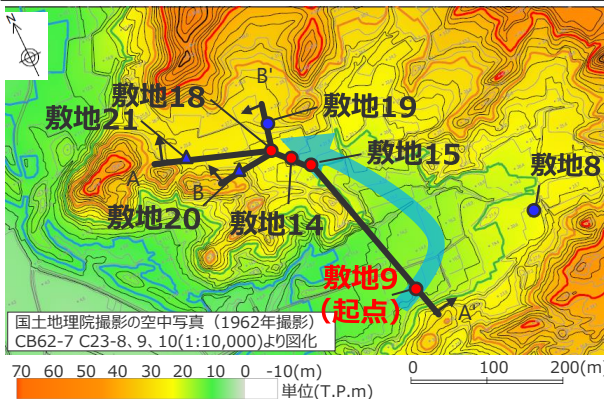 N
B'
敷地18
敷地19
敷地21
敷地15
敷地8
A
B
敷地20
敷地14
敷地9
(起点)
A'
国土地理院撮影の空中写真（1962年撮影）
CB62-7 C23-8、9、10(1:10,000)より図化
70 60 50 40 30 20 10 0 -10(m)
単位(T.P.m)
0 100 200(m)